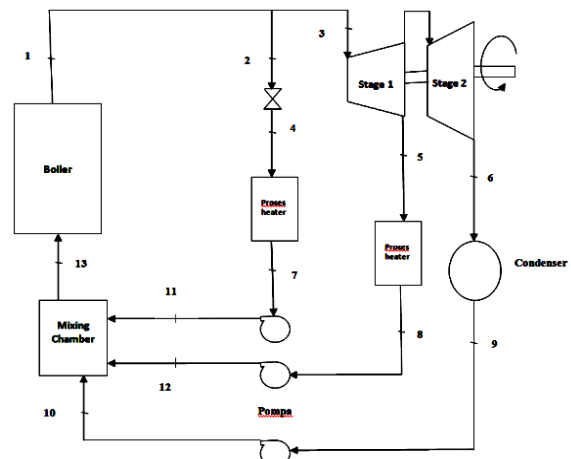 1
2
3
Stage 1
Stage 2
4
5
6
Boiler
Proses
heater
Proses
heater
Condenser
13
7
11
8
9
Mixing
Chamber
12
10
Pompa